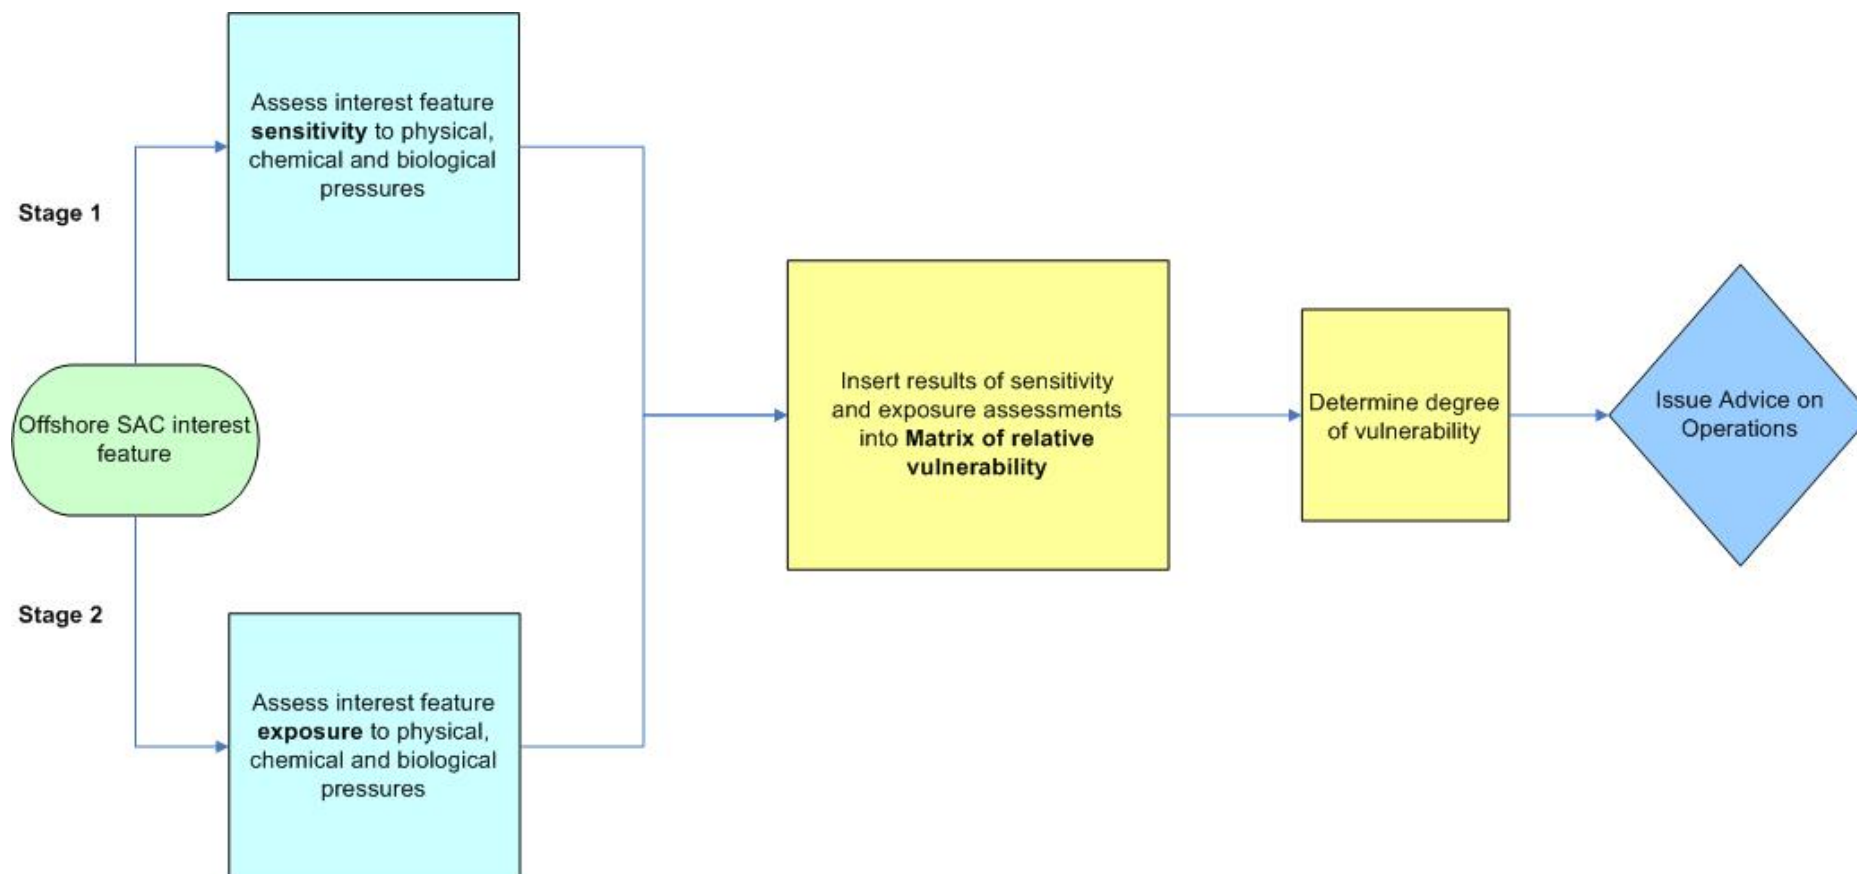 Assess interest feature
sensitivity to physical,
chemical and biological
pressures
Stage 1
Offshore SAC interest
feature
Stage 2
Assess interest feature
exposure to physical,
chemical and biological
pressures
Insert results of sensitivity
and exposure assessments
into Matrix of relative
vulnerability
Determine degree
of vulnerability
Issue Advice on
Operations